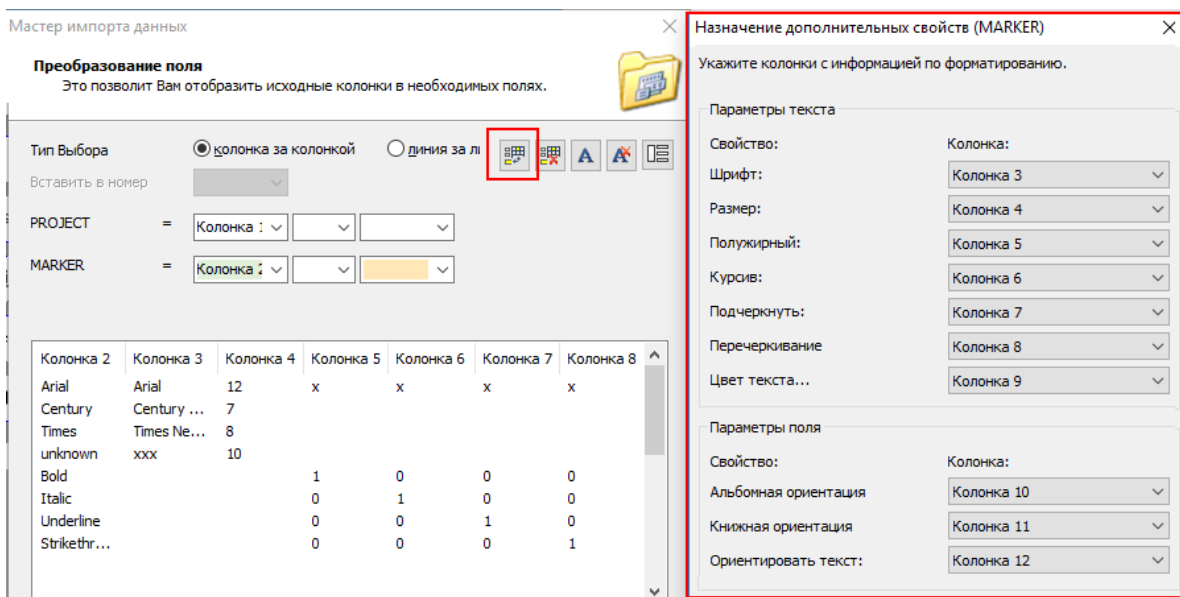 Мастер импорта данных
Преобразование поля
Это позволит Вам отобразить исходные колонки в необходимых полях.
Тип Выбора колонка за колонкой линия за ли
Вставить в номер
PROJECT = Колонка 1
MARKER = Колонка 2
Колонка 2 Колонка 3 Колонка 4 Колонка 5 Колонка 6 Колонка 7 Колонка 8
Arial Arial 12 x x x x
Century Century ... 7
Times Times Ne... 8
unknown xxx 10
Bold 1 0 0 0
Italic 0 1 0 0
Underline 0 0 1 0
Strikethr... 0 0 0 1
Назначение дополнительных свойств (MARKER)
Укажите колонки с информацией по форматированию.
Параметры текста
Свойство: Колонка:
Шрифт: Колонка 3
Размер: Колонка 4
Полужирный: Колонка 5
Курсив: Колонка 6
Подчеркнуть: Колонка 7
Перечеркивание Колонка 8
Цвет текста... Колонка 9
Параметры поля
Свойство: Колонка:
Альбомная ориентация Колонка 10
Книжная ориентация Колонка 11
Ориентировать текст: Колонка 12